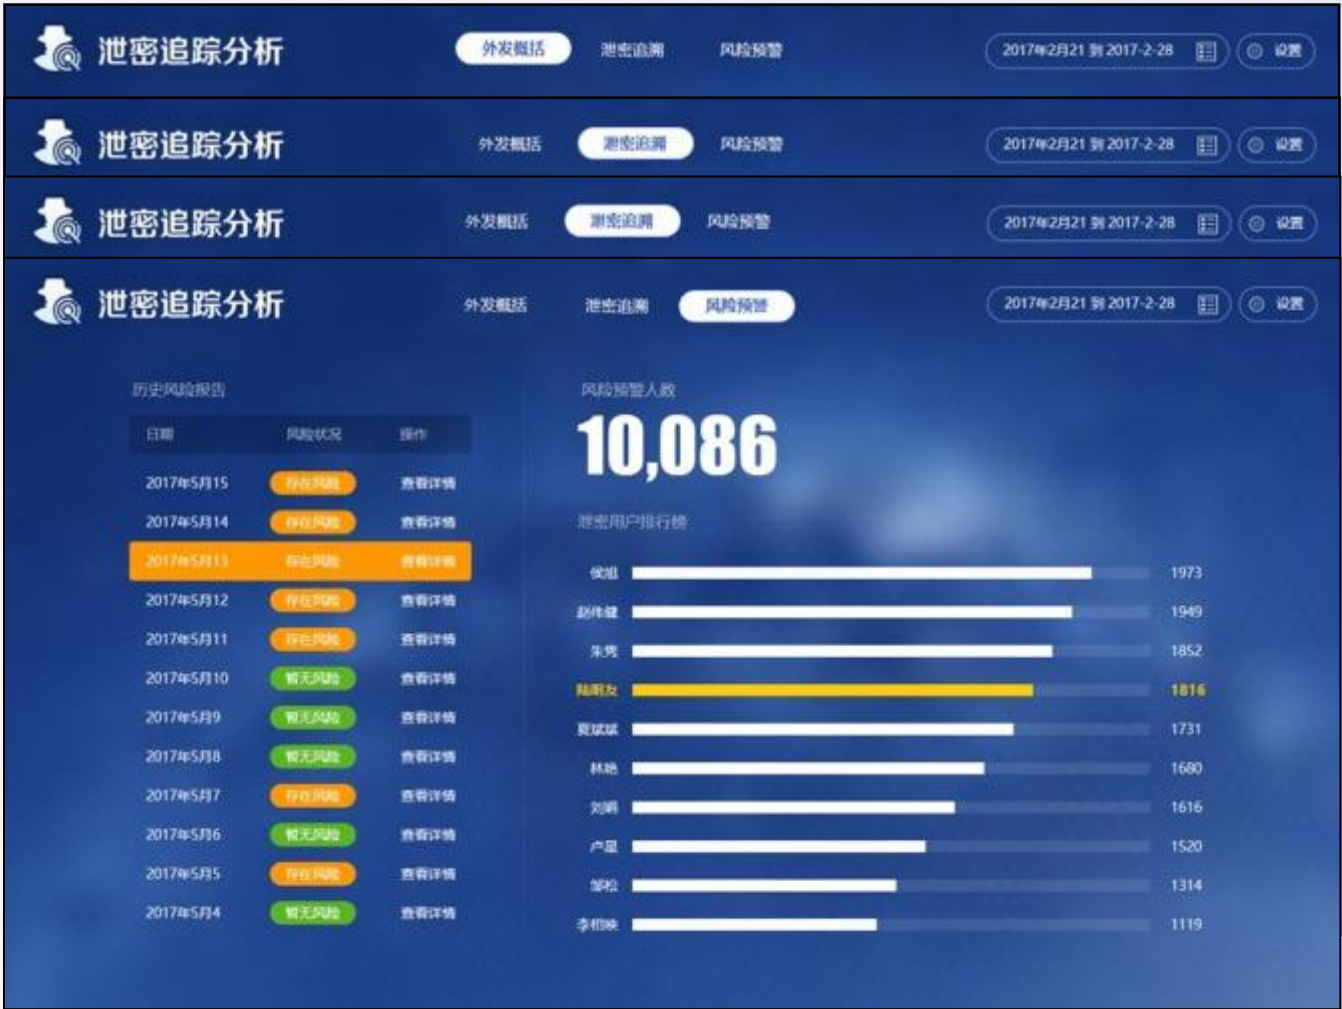 泄密追踪分析 外发概括 泄密追溯 风险预警 2017年2月21 到 2017-2-28 设置
泄密追踪分析 外发概括 泄密追溯 风险预警 2017年2月21 到 2017-2-28 设置
泄密追踪分析 外发概括 泄密追溯 风险预警 2017年2月21 到 2017-2-28 设置
泄密追踪分析 外发概括 泄密追溯 风险预警 2017年2月21 到 2017-2-28 设置
历史风险报告
日期 风险状况 操作
2017年5月15 存在风险 查看详情
2017年5月14 存在风险 查看详情
2017年5月13 存在风险 查看详情
2017年5月12 存在风险 查看详情
2017年5月11 存在风险 查看详情
2017年5月10 暂无风险 查看详情
2017年5月9 暂无风险 查看详情
2017年5月8 暂无风险 查看详情
2017年5月7 存在风险 查看详情
2017年5月6 暂无风险 查看详情
2017年5月5 存在风险 查看详情
2017年5月4 暂无风险 查看详情
风险预警人数
10,086
泄密用户排行榜
侯旭 1973
赵伟健 1949
朱隽 1852
陆明友 1816
夏斌斌 1731
林艳 1680
刘娟 1616
卢星 1520
邹松 1314
1119